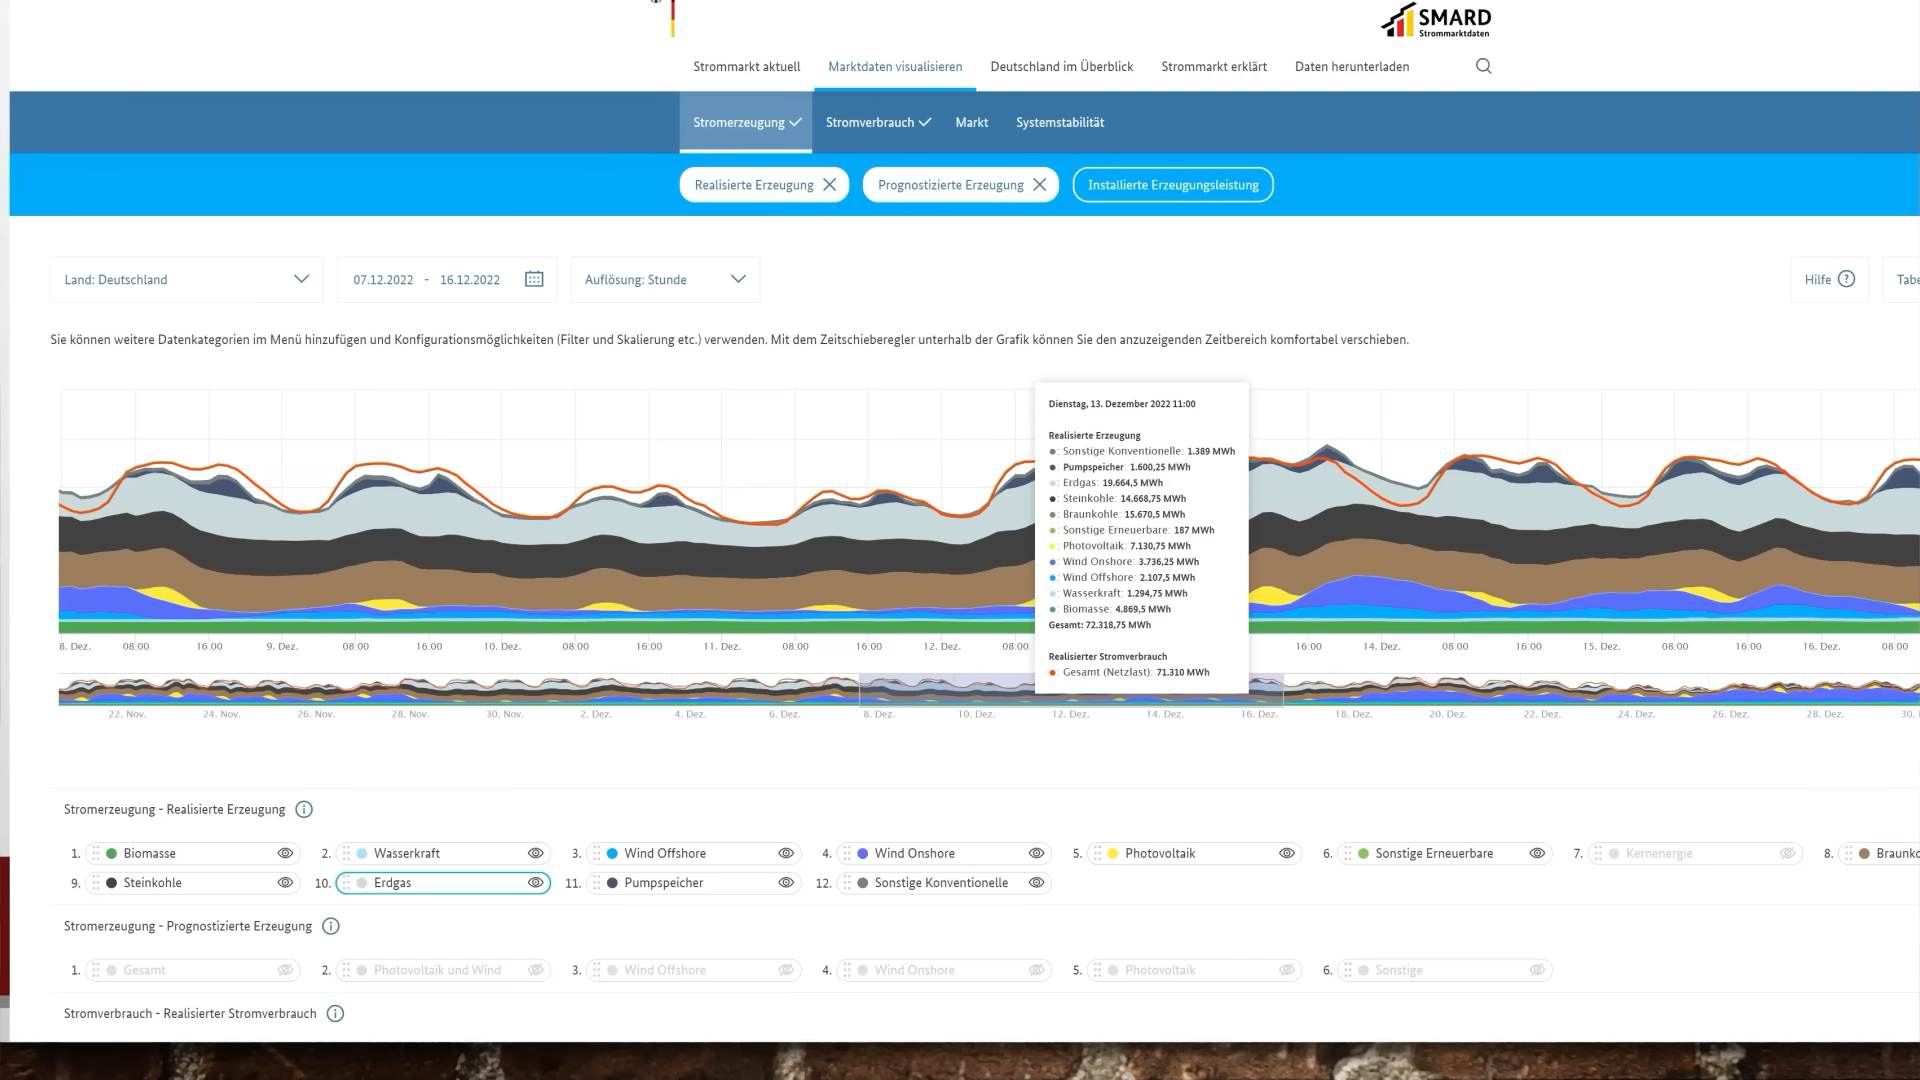 SMARD
Strommarktdaten
Strommarkt aktuell
Marktdaten visualisieren
Deutschland im Überblick
Strommarkt erklärt
Daten herunterladen
Stromerzeugung
Stromverbrauch
Markt
Systemstabilität
Realisierte Erzeugung
Prognostizierte Erzeugung
Installierte Erzeugungsleistung
Land: Deutschland
07.12.2022 - 16.12.2022
Auflösung: Stunde
Hilfe ?
Tabe
Sie können weitere Datenkategorien im Menü hinzufügen und Konfigurationsmöglichkeiten (Filter und Skalierung etc.) verwenden. Mit dem Zeitschieberegler unterhalb der Grafik können Sie den anzuzeigenden Zeitbereich komfortabel verschieben.
Dienstag, 13. Dezember 2022 11:00
Realisierte Erzeugung
: Sonstige Konventionelle: 1.389 MWh
: Pumpspeicher: 1.600,25 MWh
: Erdgas: 19.664,5 MWh
: Steinkohle: 14.668,75 MWh
: Braunkohle: 15.670,5 MWh
: Sonstige Erneuerbare: 187 MWh
: Photovoltaik: 7.130,75 MWh
: Wind Onshore: 3.736,25 MWh
: Wind Offshore: 2.107,5 MWh
: Wasserkraft: 1.294,75 MWh
: Biomasse: 4.869,5 MWh
Gesamt: 72.318,75 MWh
Realisierter Stromverbrauch
: Gesamt (Netzlast): 71.310 MWh
8. Dez. 08:00 16:00 9. Dez. 08:00 16:00 10. Dez. 08:00 16:00 11. Dez. 08:00 16:00 12. Dez. 08:00 16:00 14. Dez. 08:00 16:00 15. Dez. 08:00 16:00 16. Dez. 08:00
22. Nov. 24. Nov. 26. Nov. 28. Nov. 30. Nov. 2. Dez. 4. Dez. 6. Dez. 8. Dez. 10. Dez. 12. Dez. 14. Dez. 16. Dez. 18. Dez. 20. Dez. 22. Dez. 24. Dez. 26. Dez. 28. Dez. 30.
Stromerzeugung - Realisierte Erzeugung i
1. Biomasse
2. Wasserkraft
3. Wind Offshore
4. Wind Onshore
5. Photovoltaik
6. Sonstige Erneuerbare
7. Kernenergie
8. Braunko
9. Steinkohle
10. Erdgas
11. Pumpspeicher
12. Sonstige Konventionelle
Stromerzeugung - Prognostizierte Erzeugung i
1. Gesamt
2. Photovoltaik und Wind
3. Wind Offshore
4. Wind Onshore
5. Photovoltaik
6. Sonstige
Stromverbrauch - Realisierter Stromverbrauch i